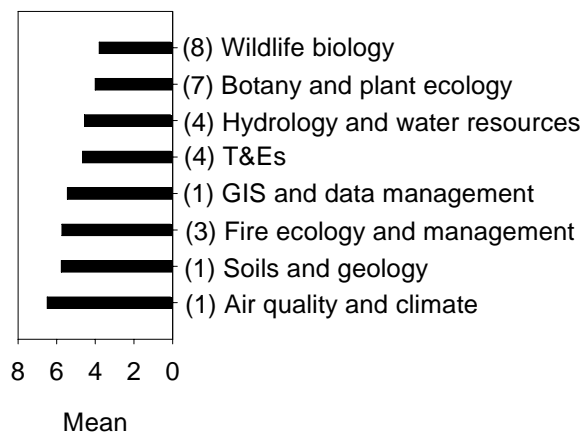 (8) Wildlife biology
(7) Botany and plant ecology
(4) Hydrology and water resources
(4) T&Es
(1) GIS and data management
(3) Fire ecology and management
(1) Soils and geology
(1) Air quality and climate
8 6 4 2 0
Mean